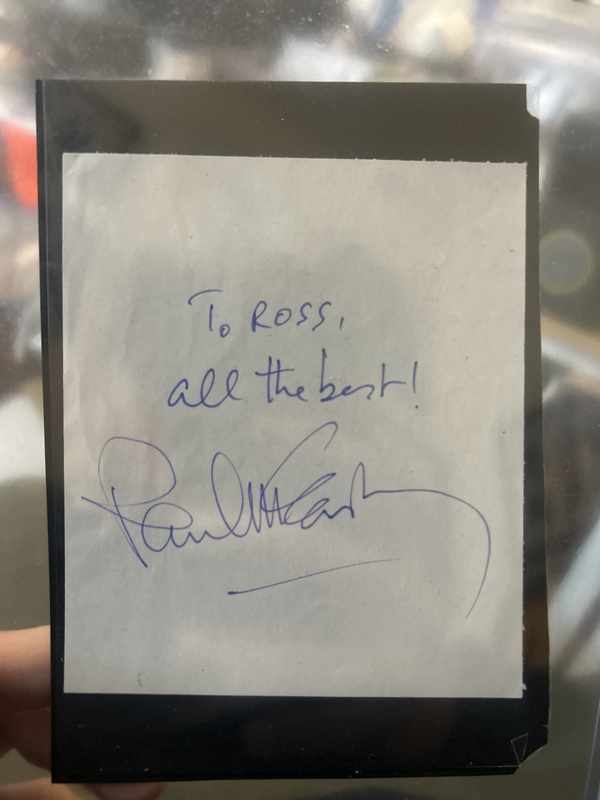 To ROSS,
all the best!
Paul McCartney